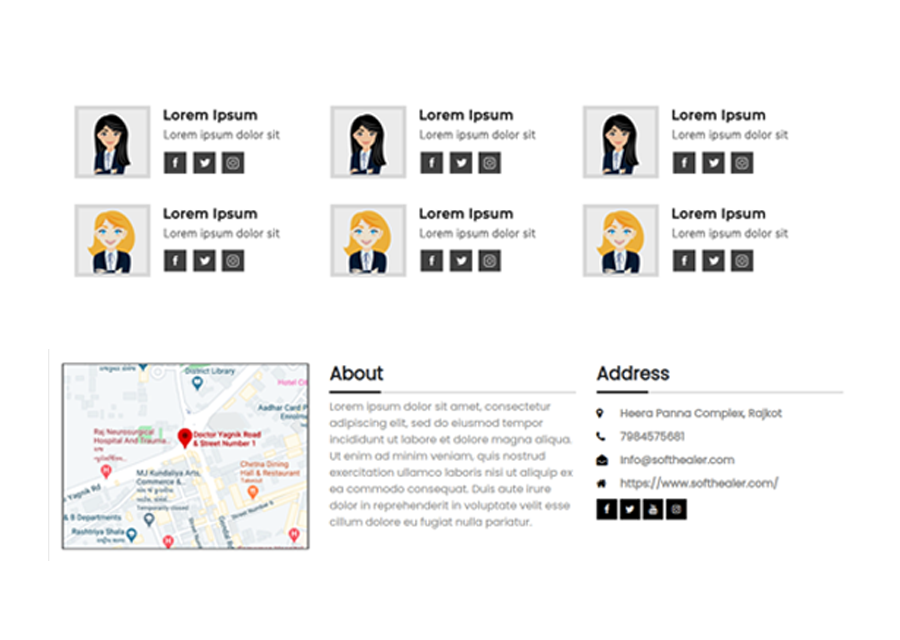 Lorem Ipsum
Lorem ipsum dolor sit
Lorem Ipsum
Lorem ipsum dolor sit
Lorem Ipsum
Lorem ipsum dolor sit
Lorem Ipsum
Lorem ipsum dolor sit
Lorem Ipsum
Lorem ipsum dolor sit
Lorem Ipsum
Lorem ipsum dolor sit
District Library
Hotel
Aadhar Card
Raj Neurosurgical
Hospital And Trauma...
Doctor Yagnik Road
& Street Number 1
MJ Kundaliya Arts,
Commerce &...
Temporarily closed
Chetna Dining
Hall & Restaurant
Takeout
Yagnik Rd
Street Number 6
& B Departments
Rashtriya Shala
About
Lorem ipsum dolor sit amet, consectetur
adipiscing elit, sed do eiusmod tempor
incididunt ut labore et dolore magna aliqua.
Ut enim ad minim veniam, quis nostrud
exercitation ullamco laboris nisi ut aliquip ex
ea commodo consequat. Duis aute irure
dolor in reprehenderit in voluptate velit esse
cillum dolore eu fugiat nulla pariatur.
Address
Heera Panna Complex, Rajkot
7984575681
Info@softhealer.com
https://www.softhealer.com/